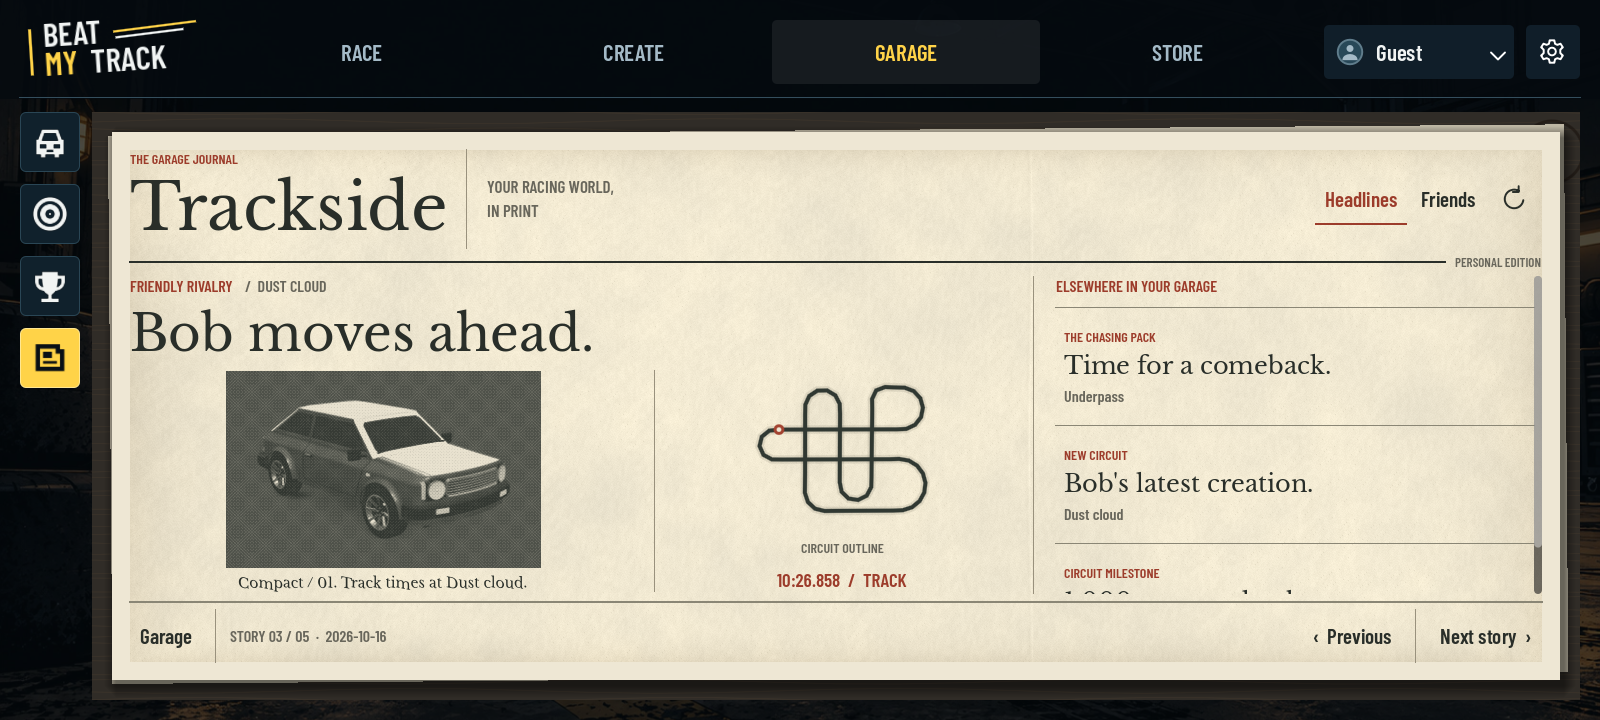 BEAT
MY TRACK
RACE
CREATE
GARAGE
STORE
Guest
THE GARAGE JOURNAL
Trackside
YOUR RACING WORLD,
IN PRINT
Headlines
Friends
PERSONAL EDITION
FRIENDLY RIVALRY / DUST CLOUD
Bob moves ahead.
Compact / 01. Track times at Dust cloud.
CIRCUIT OUTLINE
10:26.858 / TRACK
ELSEWHERE IN YOUR GARAGE
THE CHASING PACK
Time for a comeback.
Underpass
NEW CIRCUIT
Bob's latest creation.
Dust cloud
CIRCUIT MILESTONE
Garage
STORY 03 / 05 · 2026-10-16
‹ Previous
Next story ›